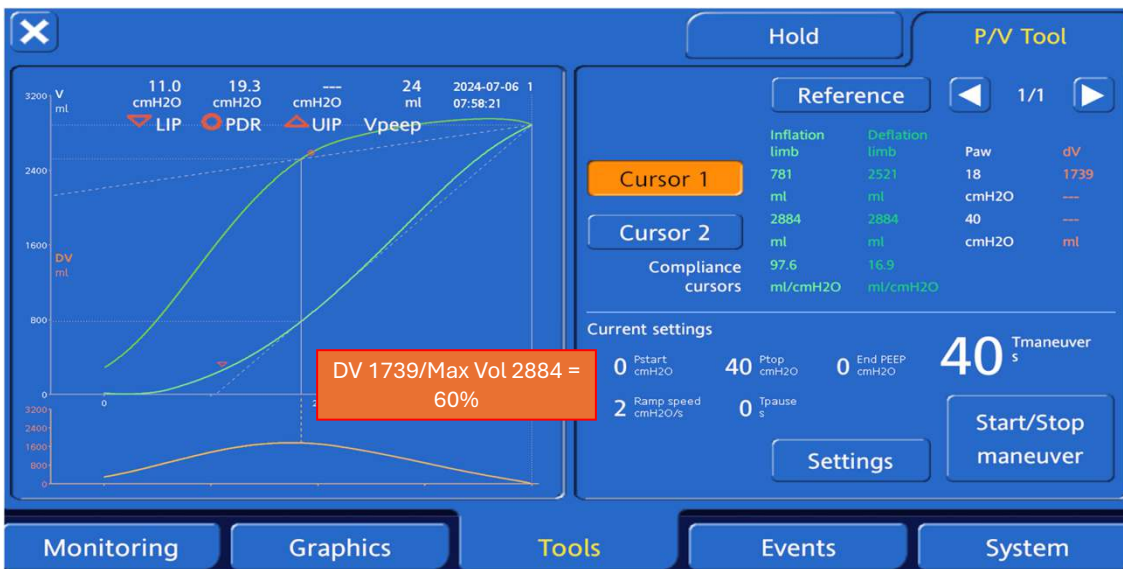 Hold
P/V Tool
3200 V
ml
11.0 19.3 --- 24 2024-07-06 1
cmH2O cmH2O cmH2O ml 07:58:21
LIP PDR UIP Vpeep
2400
1600
DV
ml
800
0
0 2
3200
2400
1600
800
0
DV 1739/Max Vol 2884 =
60%
Reference 1/1
Inflation Deflation
limb limb Paw dV
Cursor 1 781 2521 18 1739
ml ml cmH2O ---
Cursor 2 2884 2884 40 ---
ml ml cmH2O ml
Compliance 97.6 16.9
cursors ml/cmH2O ml/cmH2O
Current settings
0 Pstart cmH2O 40 Ptop cmH2O 0 End PEEP cmH2O 40 Tmaneuver s
2 Ramp speed cmH2O/s 0 Tpause s
Start/Stop
maneuver
Settings
Monitoring Graphics Tools Events System